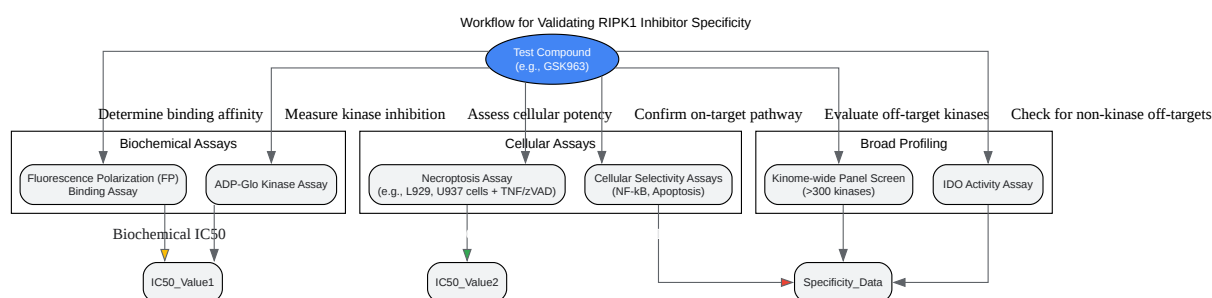 Workflow for Validating RIPK1 Inhibitor Specificity
Test Compound
(e.g., GSK963)
Determine binding affinity
Measure kinase inhibition
Assess cellular potency
Confirm on-target pathway
Evaluate off-target kinases
Check for non-kinase off-targets
Biochemical Assays
Cellular Assays
Broad Profiling
Fluorescence Polarization (FP)
Binding Assay
ADP-Glo Kinase Assay
Necroptosis Assay
(e.g., L929, U937 cells + TNF/zVAD)
Cellular Selectivity Assays
(NF-kB, Apoptosis)
Kinome-wide Panel Screen
(>300 kinases)
IDO Activity Assay
Biochemical IC50
IC50_Value1
IC50_Value2
Specificity_Data